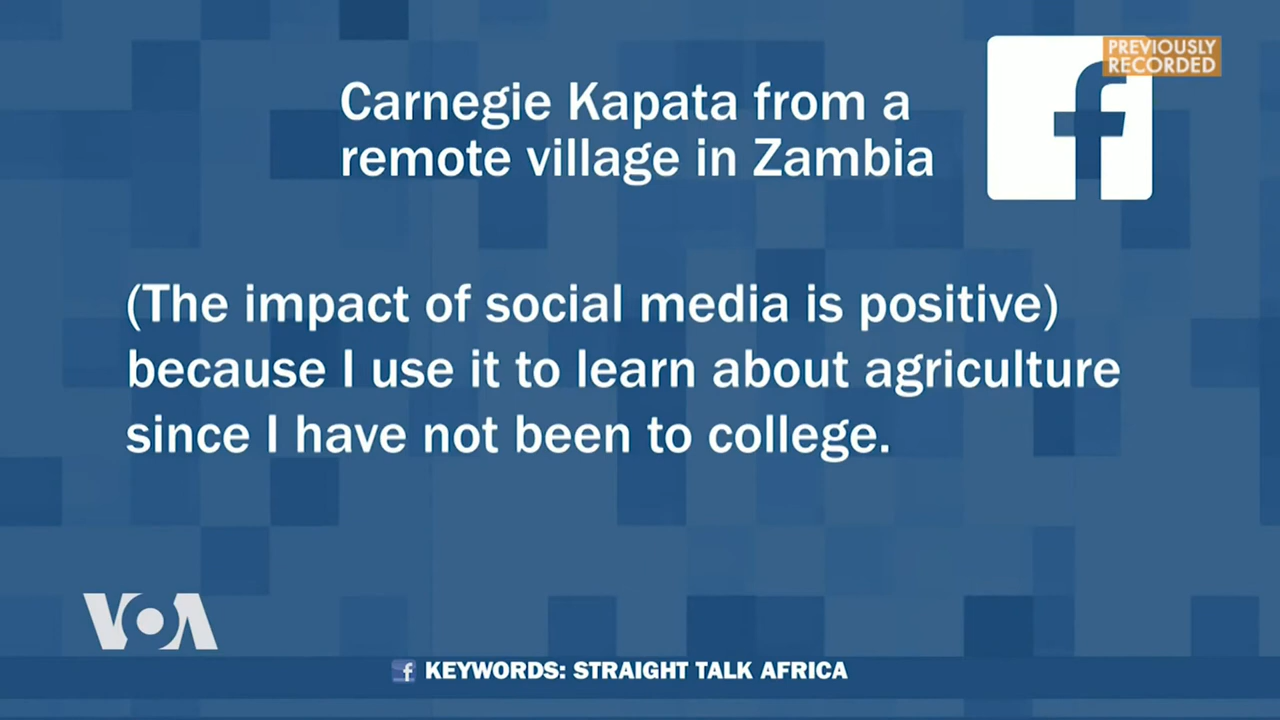 PREVIOUSLY
RECORDED
Carnegie Kapata from a
remote village in Zambia
(The impact of social media is positive)
because I use it to learn about agriculture
since I have not been to college.
VOA
KEYWORDS: STRAIGHT TALK AFRICA